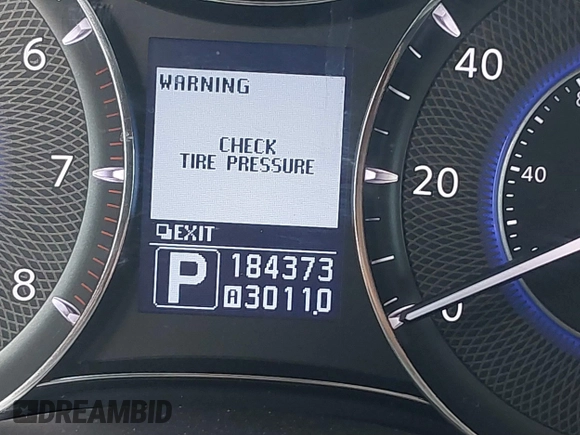 WARNING
CHECK
TIRE PRESSURE
EXIT
P
184373
A 3011.0
6
7
8
40
20
0
40
DREAMBID